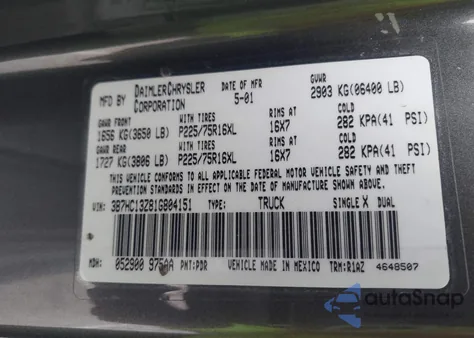 MFD BY DAIMLERCHRYSLER CORPORATION DATE OF MFR 5-01 GVWR 2903 KG(06400 LB)
GAWR FRONT WITH TIRES RIMS AT COLD
1656 KG(3650 LB) P225/75R16XL 16X7 282 KPA(41 PSI)
GAWR REAR WITH TIRES RIMS AT COLD
1727 KG(3806 LB) P225/75R16XL 16X7 282 KPA(41 PSI)
THIS VEHICLE CONFORMS TO ALL APPLICABLE FEDERAL MOTOR VEHICLE SAFETY AND
THEFT PREVENTION STANDARDS IN EFFECT ON THE DATE OF MANUFACTURE SHOWN ABOVE.
VIN: 3B7HC13Z81G804151 TYPE: TRUCK SINGLE X DUAL
MDH: 052900 PNT:PDR VEHICLE MADE IN MEXICO TRM:R1AZ 4648507
autoSnap